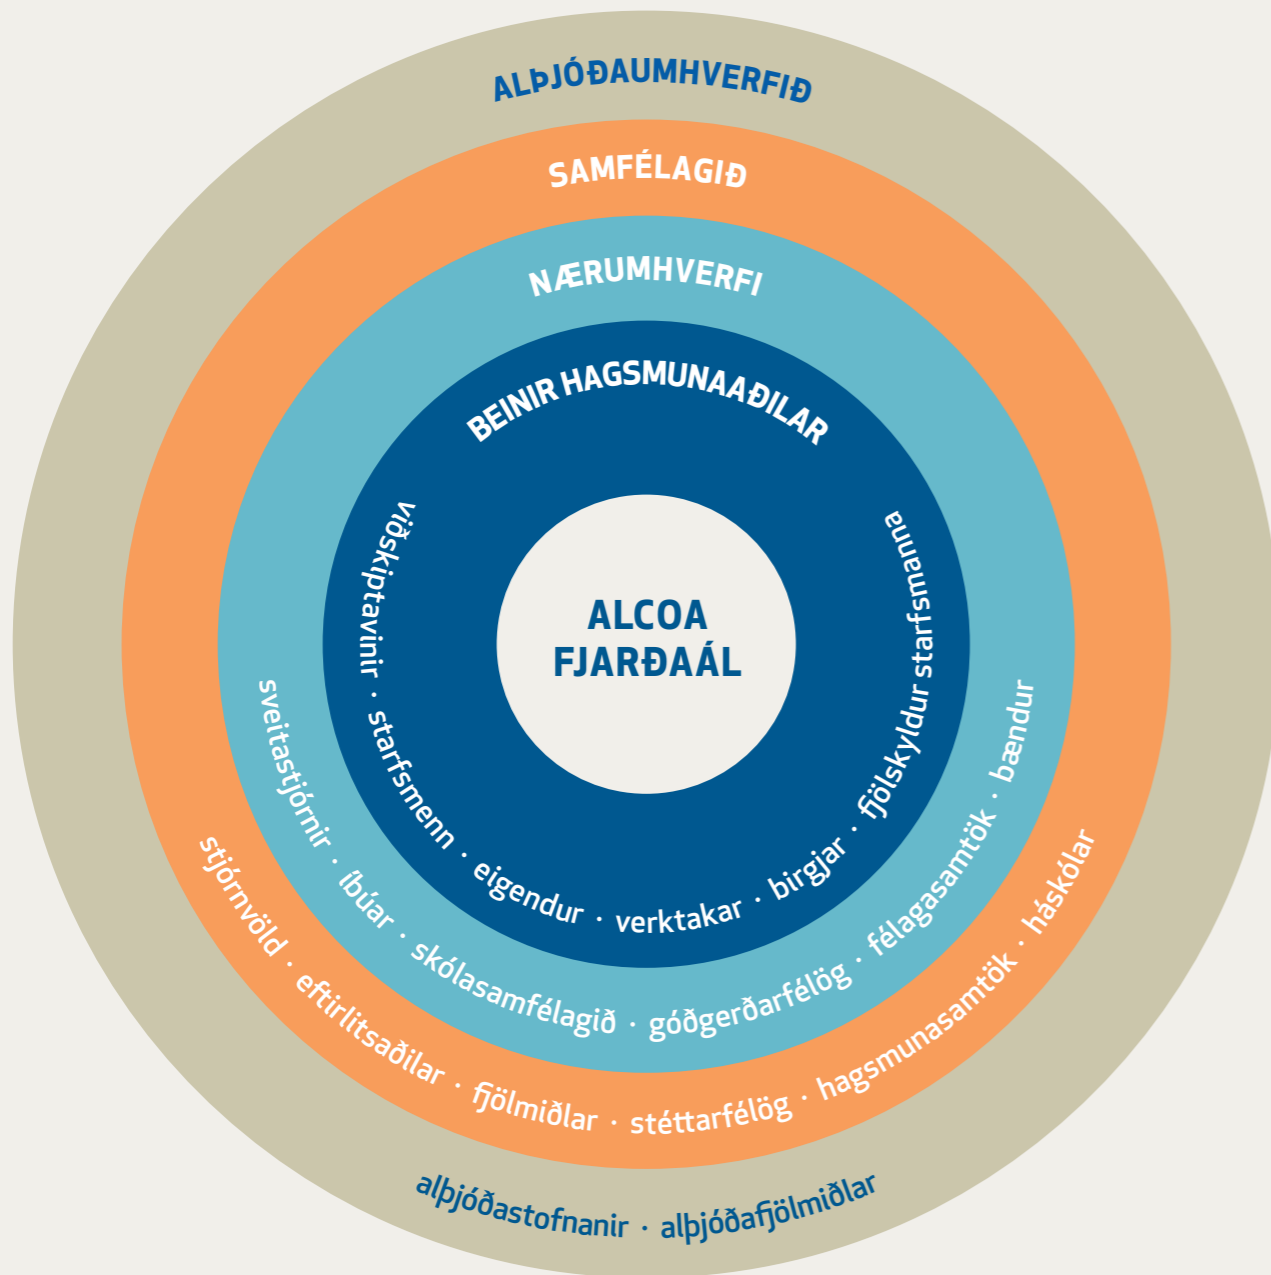 ALÞJÓÐAUMHVERFIÐ
SAMFÉLAGIÐ
NÆRUMHVERFI
BEINIR HAGSMUNAAÐILAR
ALCOA
FJARÐAÁL
viðskiptavinir · starfsmenn · eigendur · verktakar · birgjar · fjölskyldur starfsmanna
sveitastjórnir · íbúar · skólasamfélagið · góðgerðarfélög · félagasamtök · bændur
stjórnvöld · eftirlitsaðilar · fjölmiðlar · stéttarfélög · hagsmunasamtök · háskólar
alþjóðastofnanir · alþjóðafjölmiðlar